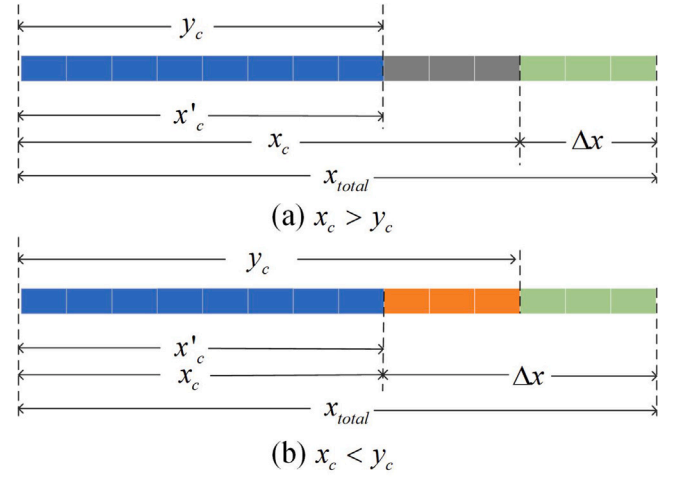 y_c
x'_c
x_c Δx
x_total
(a) x_c > y_c
y_c
x'_c
x_c Δx
x_total
(b) x_c < y_c